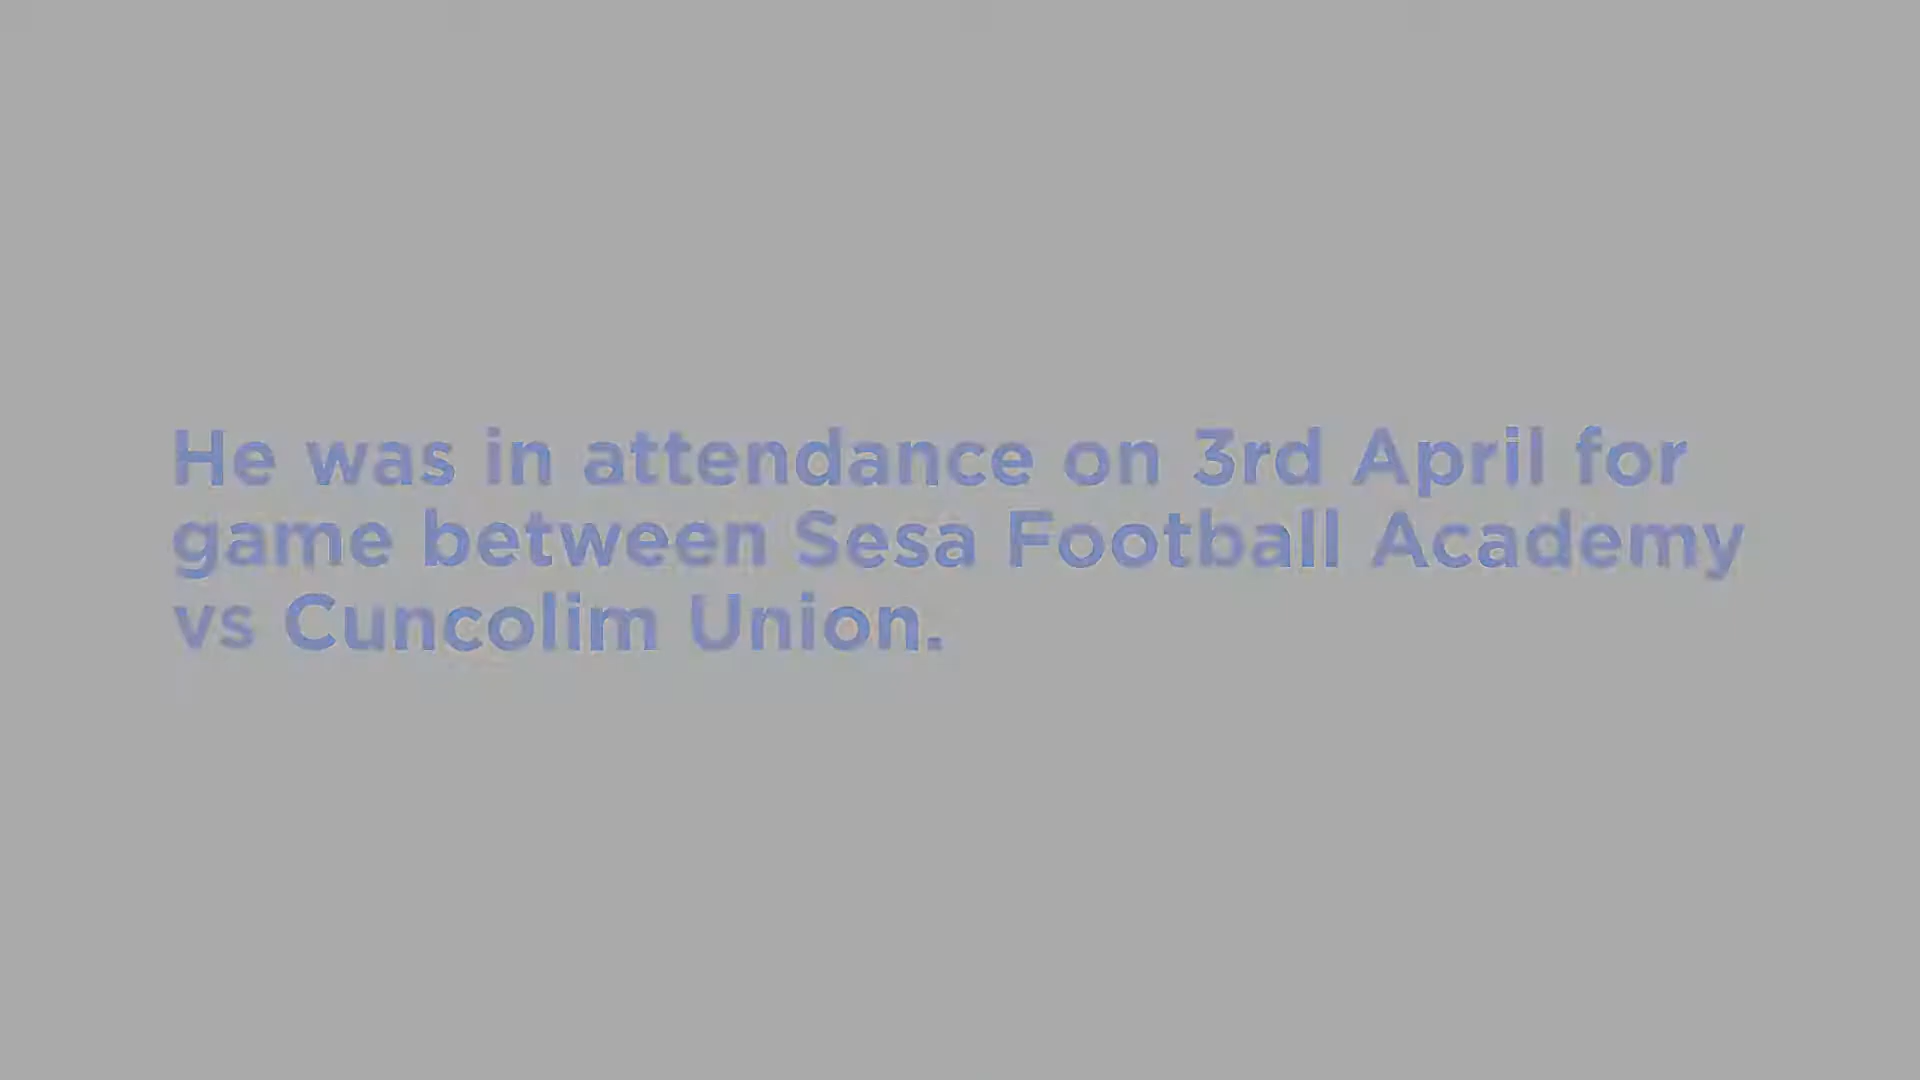 He was in attendance on 3rd April for
game between Sesa Football Academy
vs Cuncolim Union.